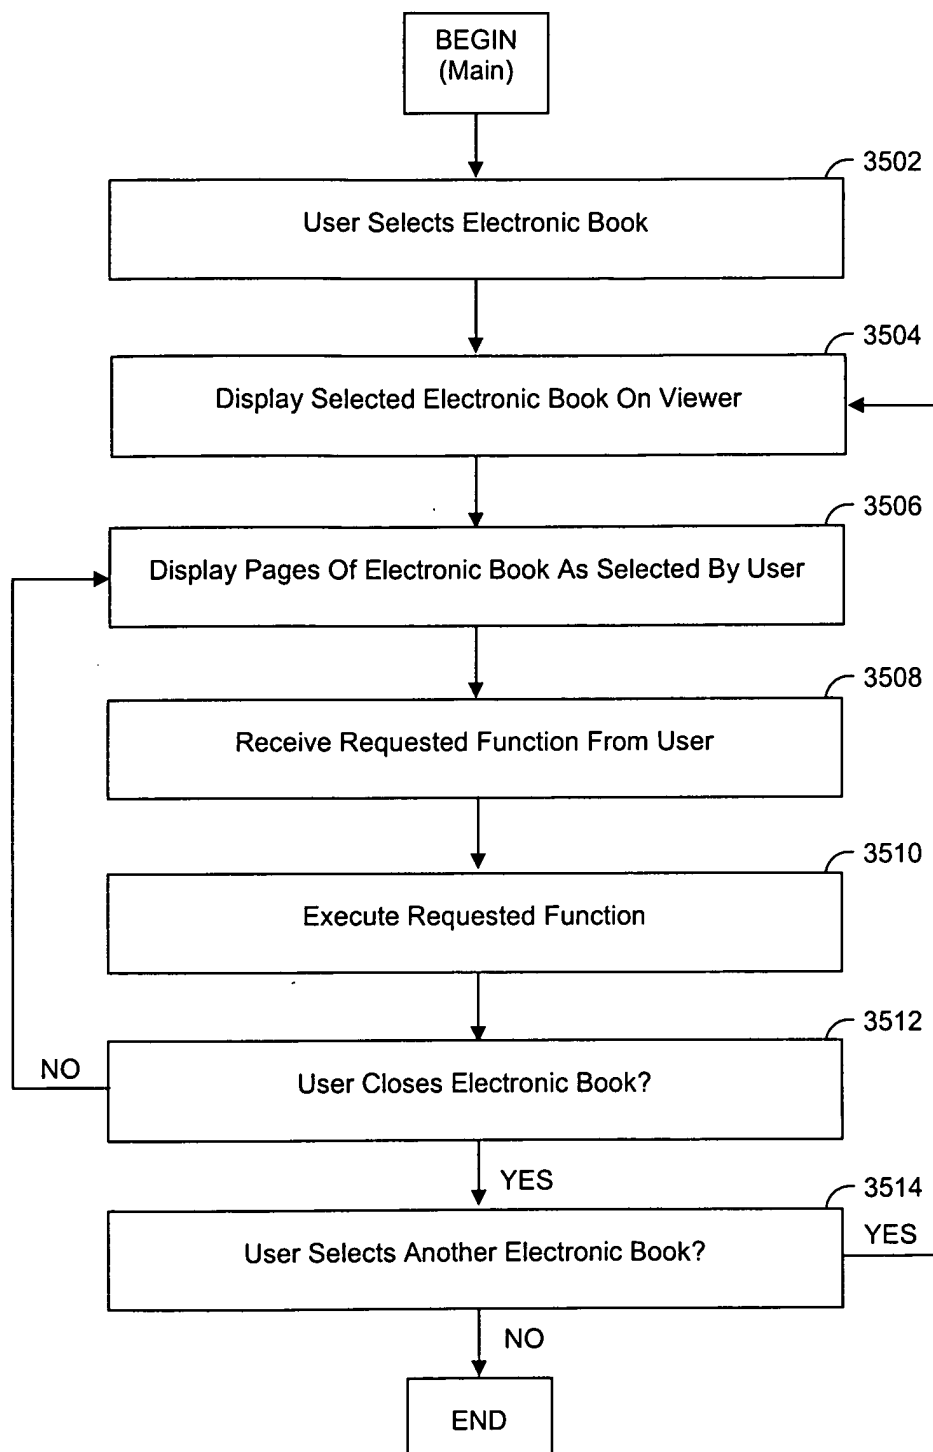 BEGIN
(Main)
3502
User Selects Electronic Book
3504
Display Selected Electronic Book On Viewer
3506
Display Pages Of Electronic Book As Selected By User
3508
Receive Requested Function From User
3510
Execute Requested Function
3512
NO
User Closes Electronic Book?
YES
3514
User Selects Another Electronic Book?
YES
NO
END